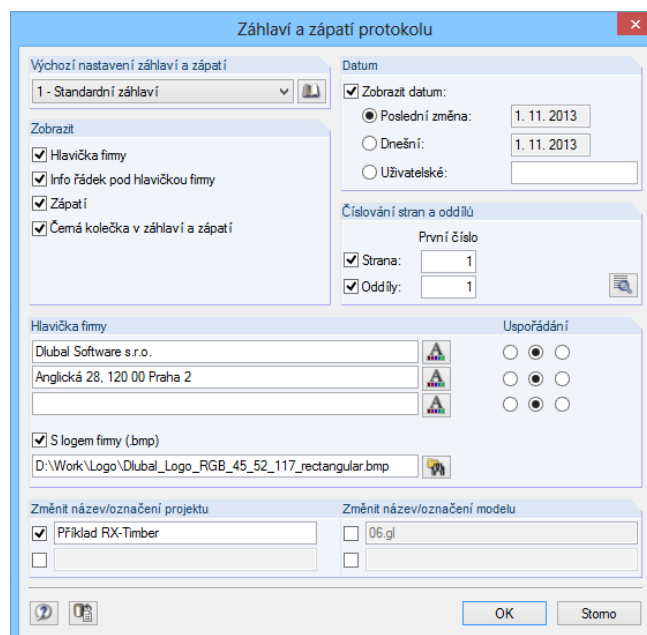 Záhlaví a zápatí protokolu
Výchozí nastavení záhlaví a zápatí
1 - Standardní záhlaví
Zobrazit
Hlavička firmy
Info řádek pod hlavičkou firmy
Zápatí
Černá kolečka v záhlaví a zápatí
Datum
Zobrazit datum:
Poslední změna: 1. 11. 2013
Dnešní: 1. 11. 2013
Uživatelské:
Číslování stran a oddílů
První číslo
Strana: 1
Oddíly: 1
Hlavička firmy Uspořádání
Dlubal Software s.r.o.
Anglická 28, 120 00 Praha 2
S logem firmy (.bmp)
D:\Work\Logo\Dlubal_Logo_RGB_45_52_117_rectangular.bmp
Změnit název/označení projektu
Příklad RX-Timber
Změnit název/označení modelu
06.gl
OK Storno